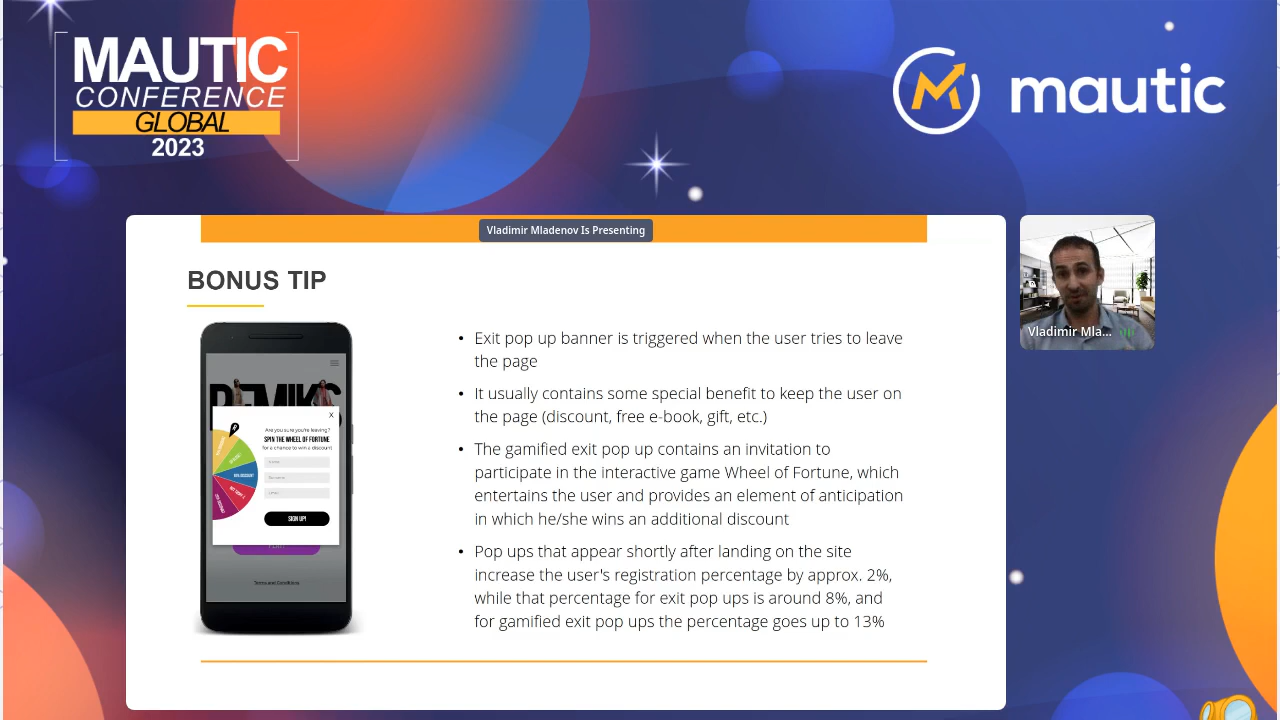 MAUTIC
CONFERENCE
GLOBAL
2023
mautic
Vladimir Mladenov Is Presenting
BONUS TIP
Vladimir Mla...
X
Are you sure you're leaving?
SPIN THE WHEEL OF FORTUNE
for a chance to win a discount
SIGN UP!
Terms and Conditions
• Exit pop up banner is triggered when the user tries to leave
the page
• It usually contains some special benefit to keep the user on
the page (discount, free e-book, gift, etc.)
• The gamified exit pop up contains an invitation to
participate in the interactive game Wheel of Fortune, which
entertains the user and provides an element of anticipation
in which he/she wins an additional discount
• Pop ups that appear shortly after landing on the site
increase the user's registration percentage by approx. 2%,
while that percentage for exit pop ups is around 8%, and
for gamified exit pop ups the percentage goes up to 13%